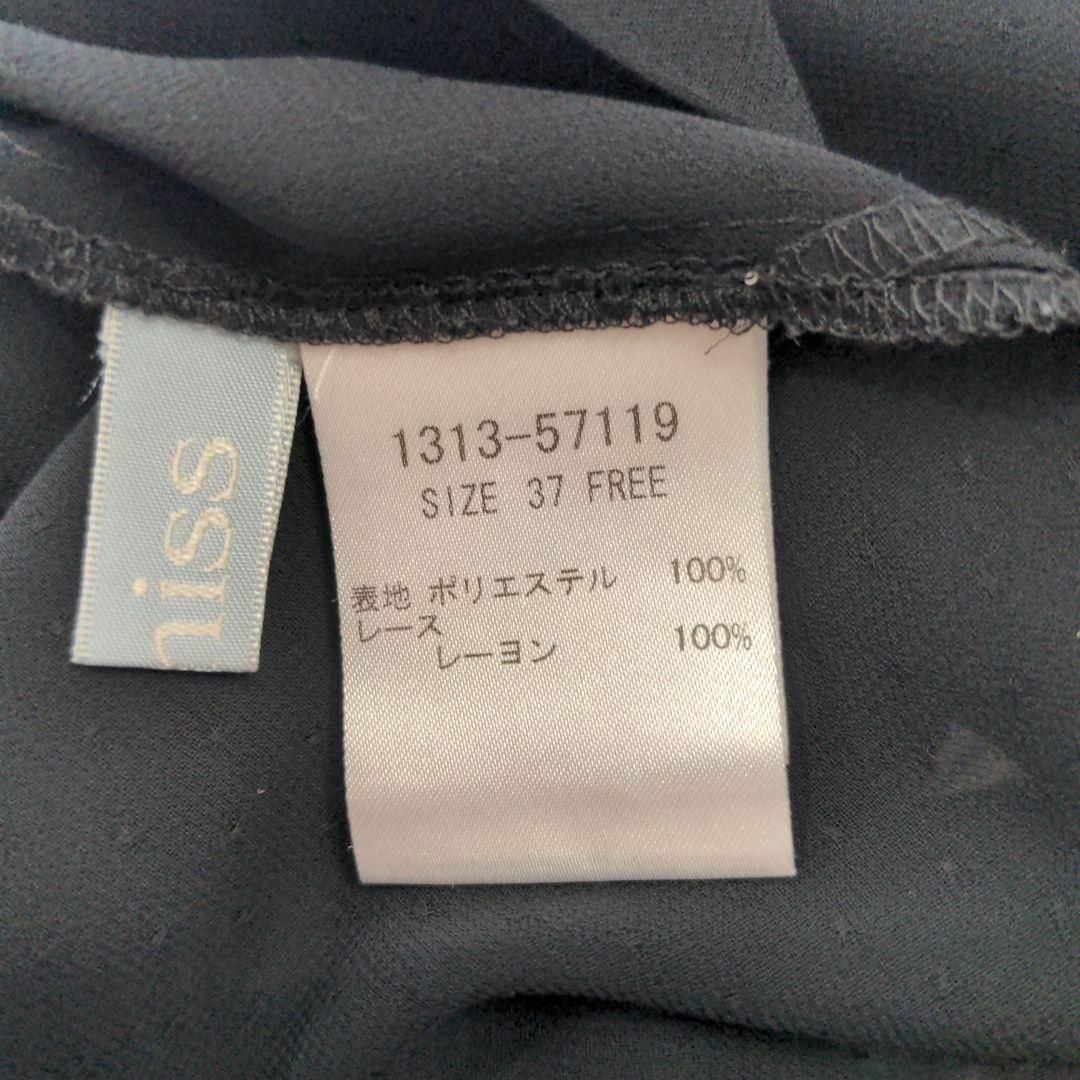 niss
1313-57119
SIZE 37 FREE
表地 ポリエステル 100%
レース
レーヨン 100%